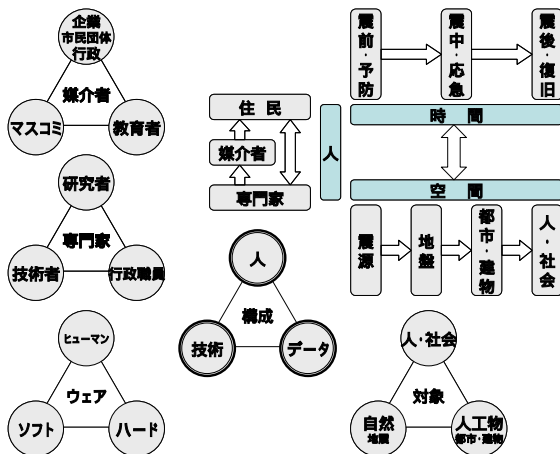 企業
市民団体
行政
媒介者
マスコミ
教育者
研究者
専門家
技術者
行政職員
ヒューマン
ウェア
ソフト
ハード
住 民
媒介者
専門家
人
震前・予防
震中・応急
震後・復旧
時 間
空 間
震源
地盤
都市・建物
人・社会
人
構成
技術
データ
人・社会
対象
自然
地震
人工物
都市・建物